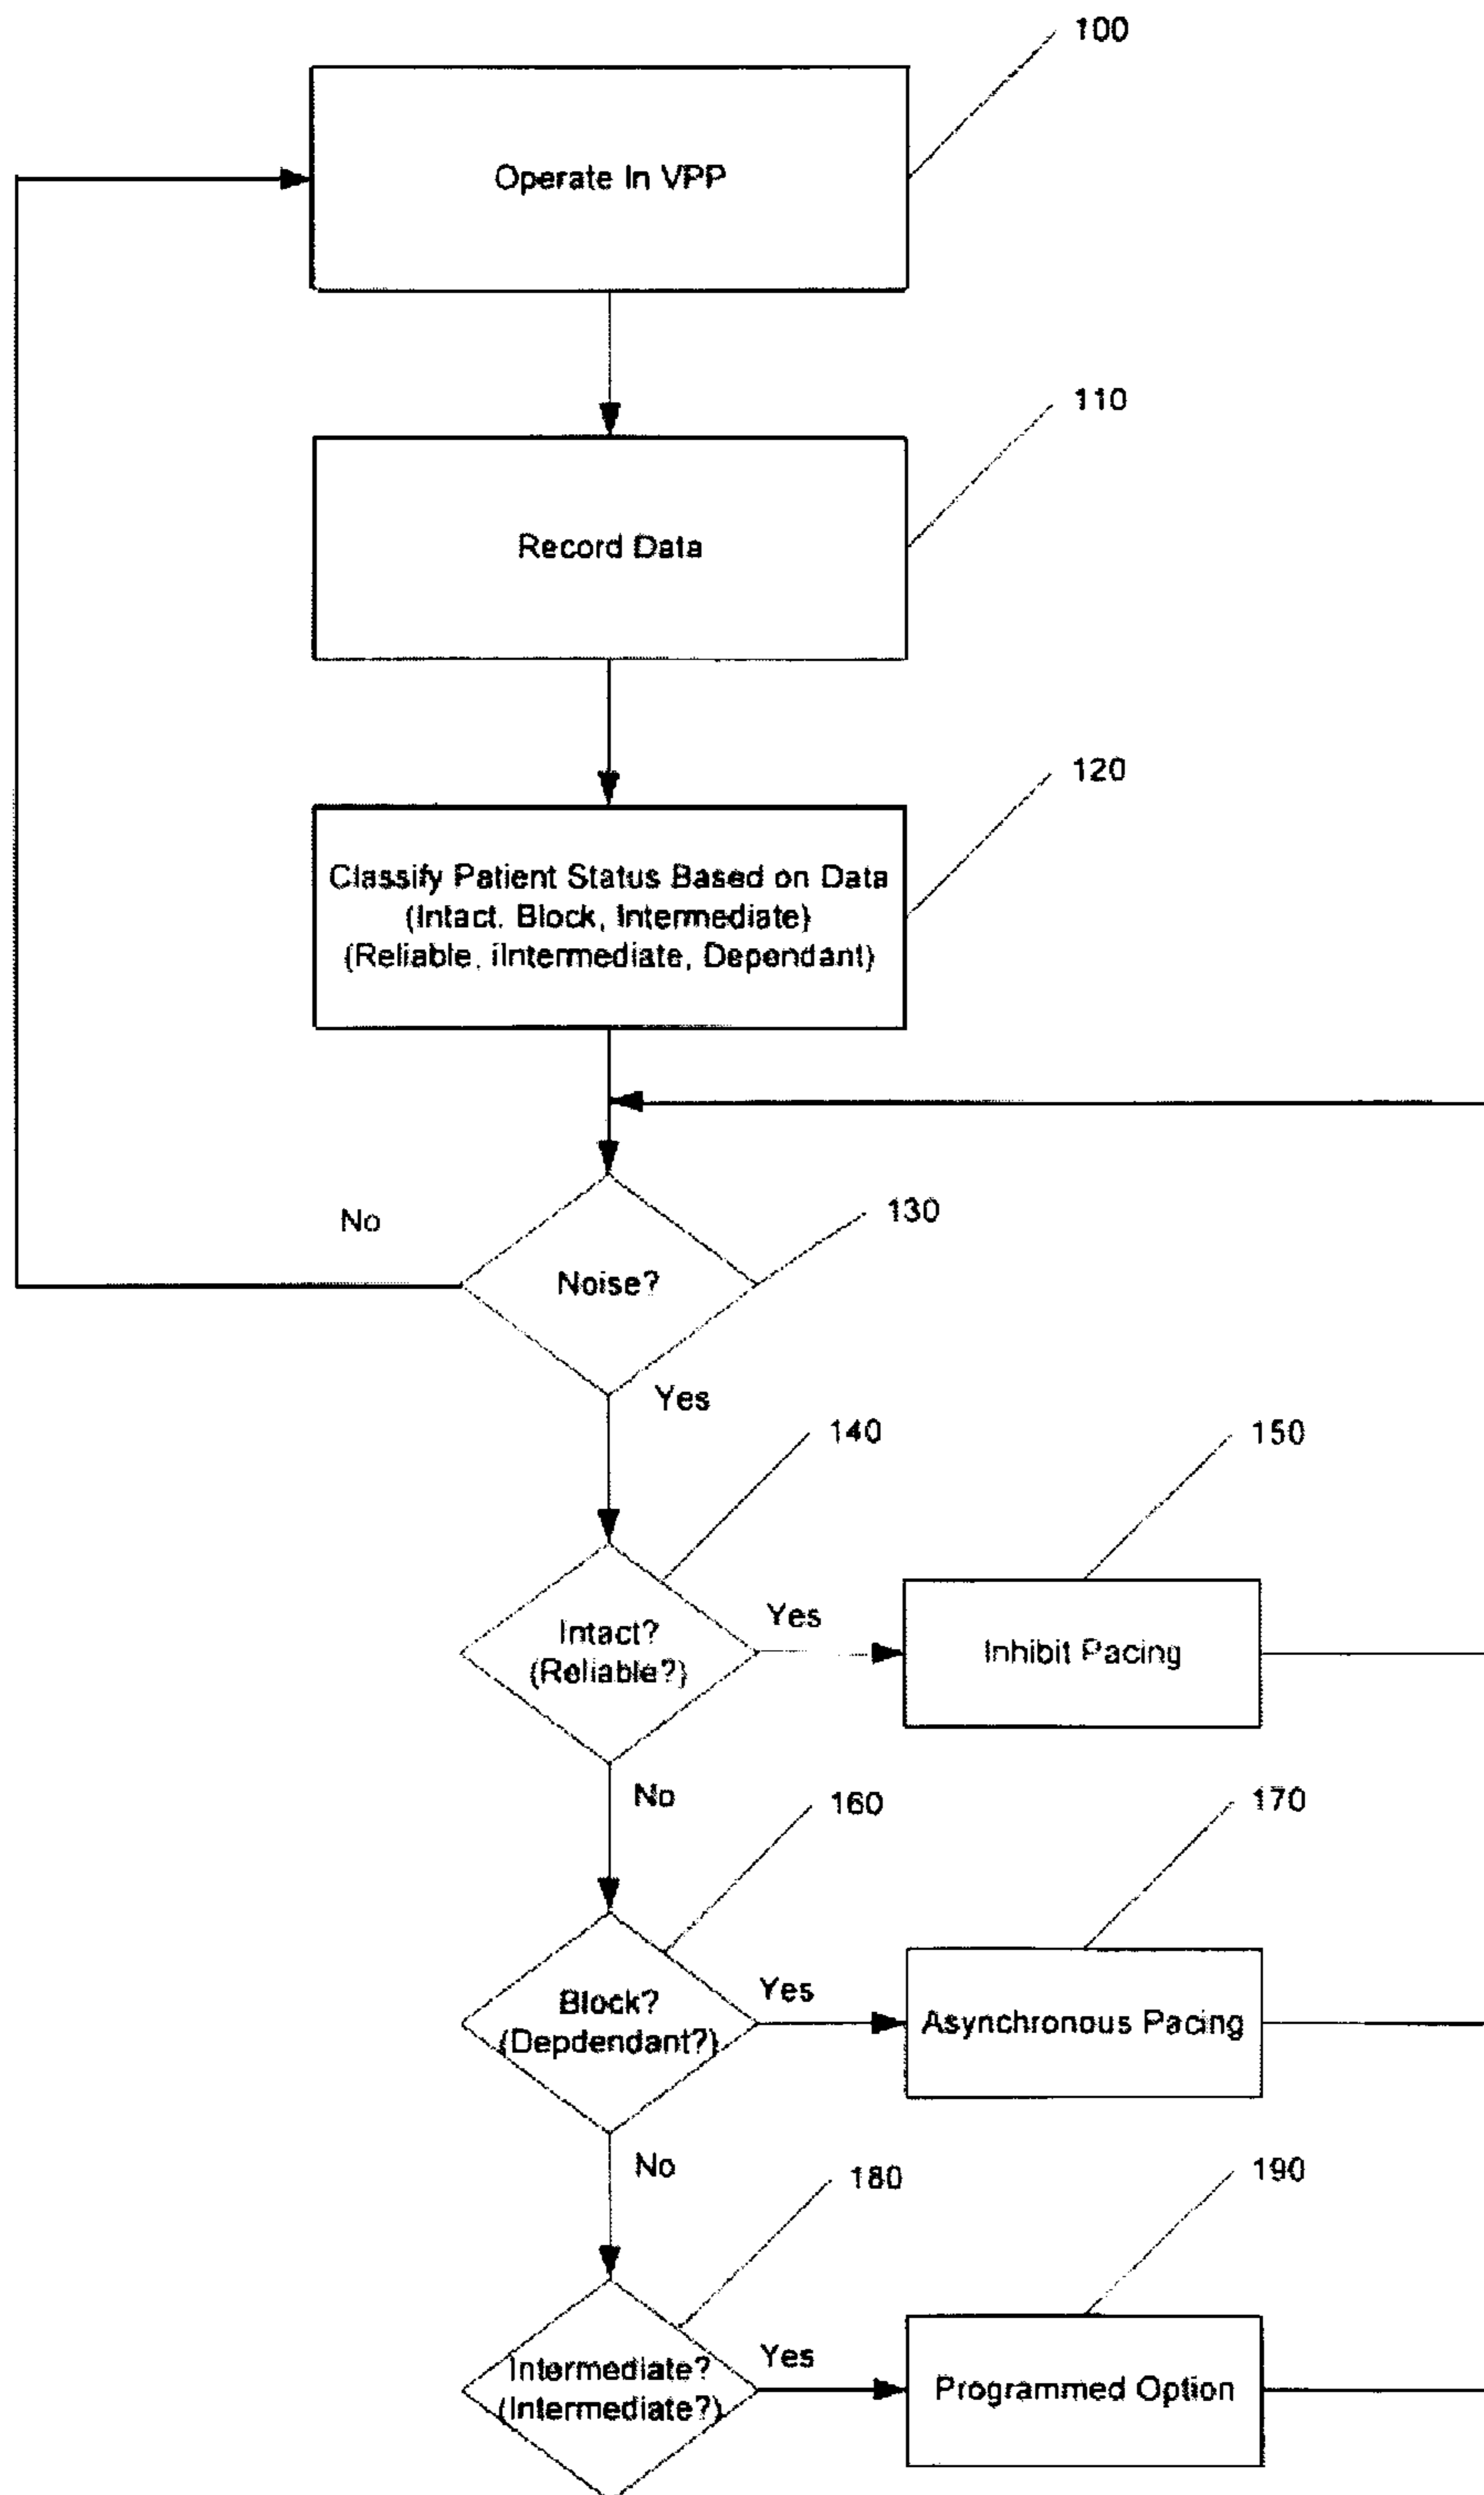 100
Operate In VPP
110
Record Data
120
Classify Patient Status Based on Data
(Intact. Block, Intermediate)
(Reliable, iIntermediate, Dependant)
130
No
Noise?
Yes
140
150
Intact?
(Reliable?)
Yes
Inhibit Pacing
No
160
170
Block?
(Depdendant?)
Yes
Asynchronous Pacing
No
180
190
Intermediate?
(Intermediate?)
Yes
Programmed Option